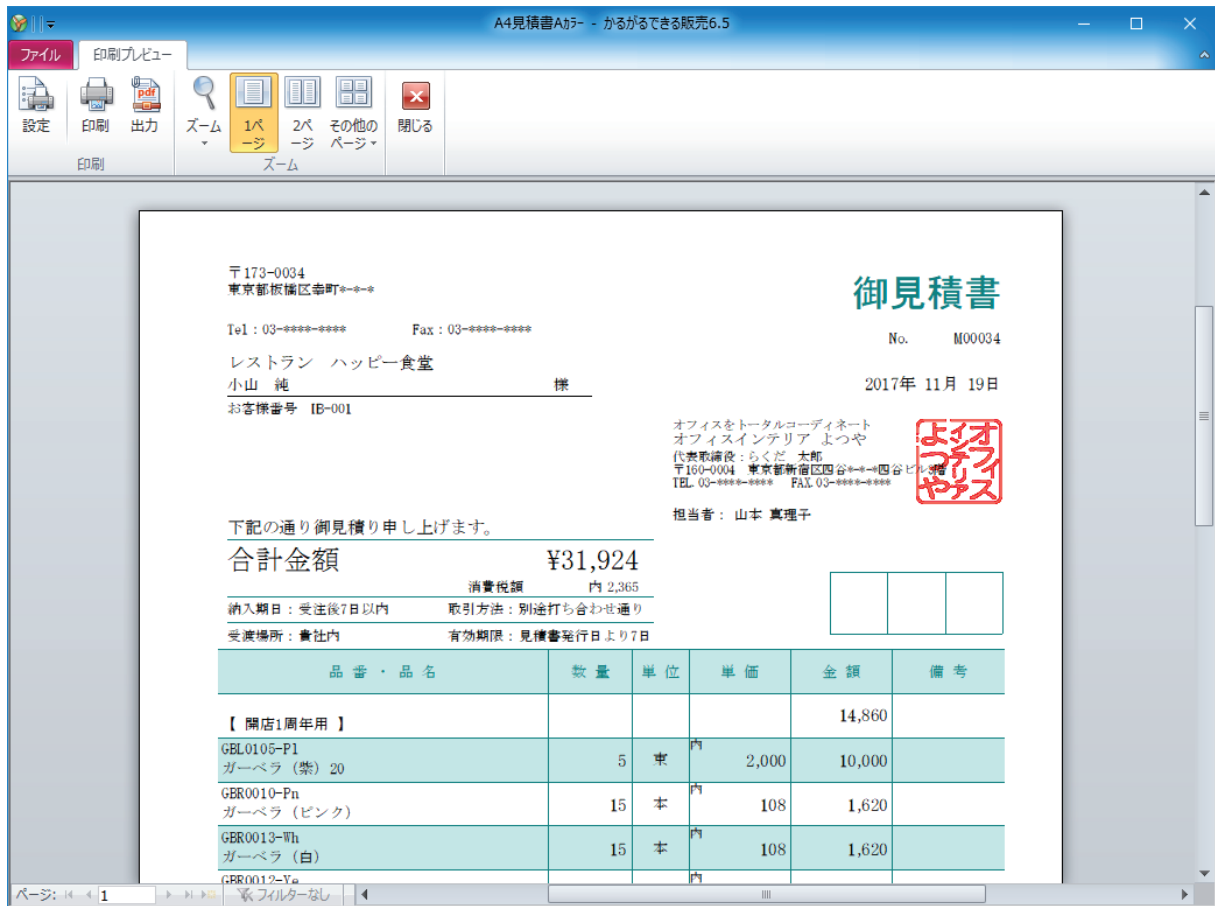 A4見積書Aカラー - かるがるできる販売6.5
ファイル 印刷プレビュー
設定 印刷 出力 ズーム 1ページ 2ページ その他のページ 閉じる
印刷 ズーム
〒173-0034
東京都板橋区幸町*-*-*
御見積書
Tel：03-****-**** Fax：03-****-****
No. M00034
レストラン ハッピー食堂
小山 純 様
2017年 11月 19日
お客様番号 IB-001
オフィスをトータルコーディネート
オフィスインテリア よつや
代表取締役：らくだ 太郎
〒160-0004 東京都新宿区四谷*-*-*四谷ビル3階
TEL. 03-****-**** FAX. 03-****-****
オフィスインテリアよつや
担当者： 山本 真理子
下記の通り御見積り申し上げます。
合計金額 ¥31,924
消費税額 内 2,365
納入期日：受注後7日以内 取引方法：別途打ち合わせ通り
受渡場所：貴社内 有効期限：見積書発行日より7日
品番・品名 数量 単位 単価 金額 備考
【 開店1周年用 】 14,860
GBL0105-Pl
ガーベラ（紫）20 5 束 内 2,000 10,000
GBR0010-Pn
ガーベラ（ピンク） 15 本 内 108 1,620
GBR0013-Wh
ガーベラ（白） 15 本 内 108 1,620
GBR0012-Ye 内
ページ: 1 フィルターなし